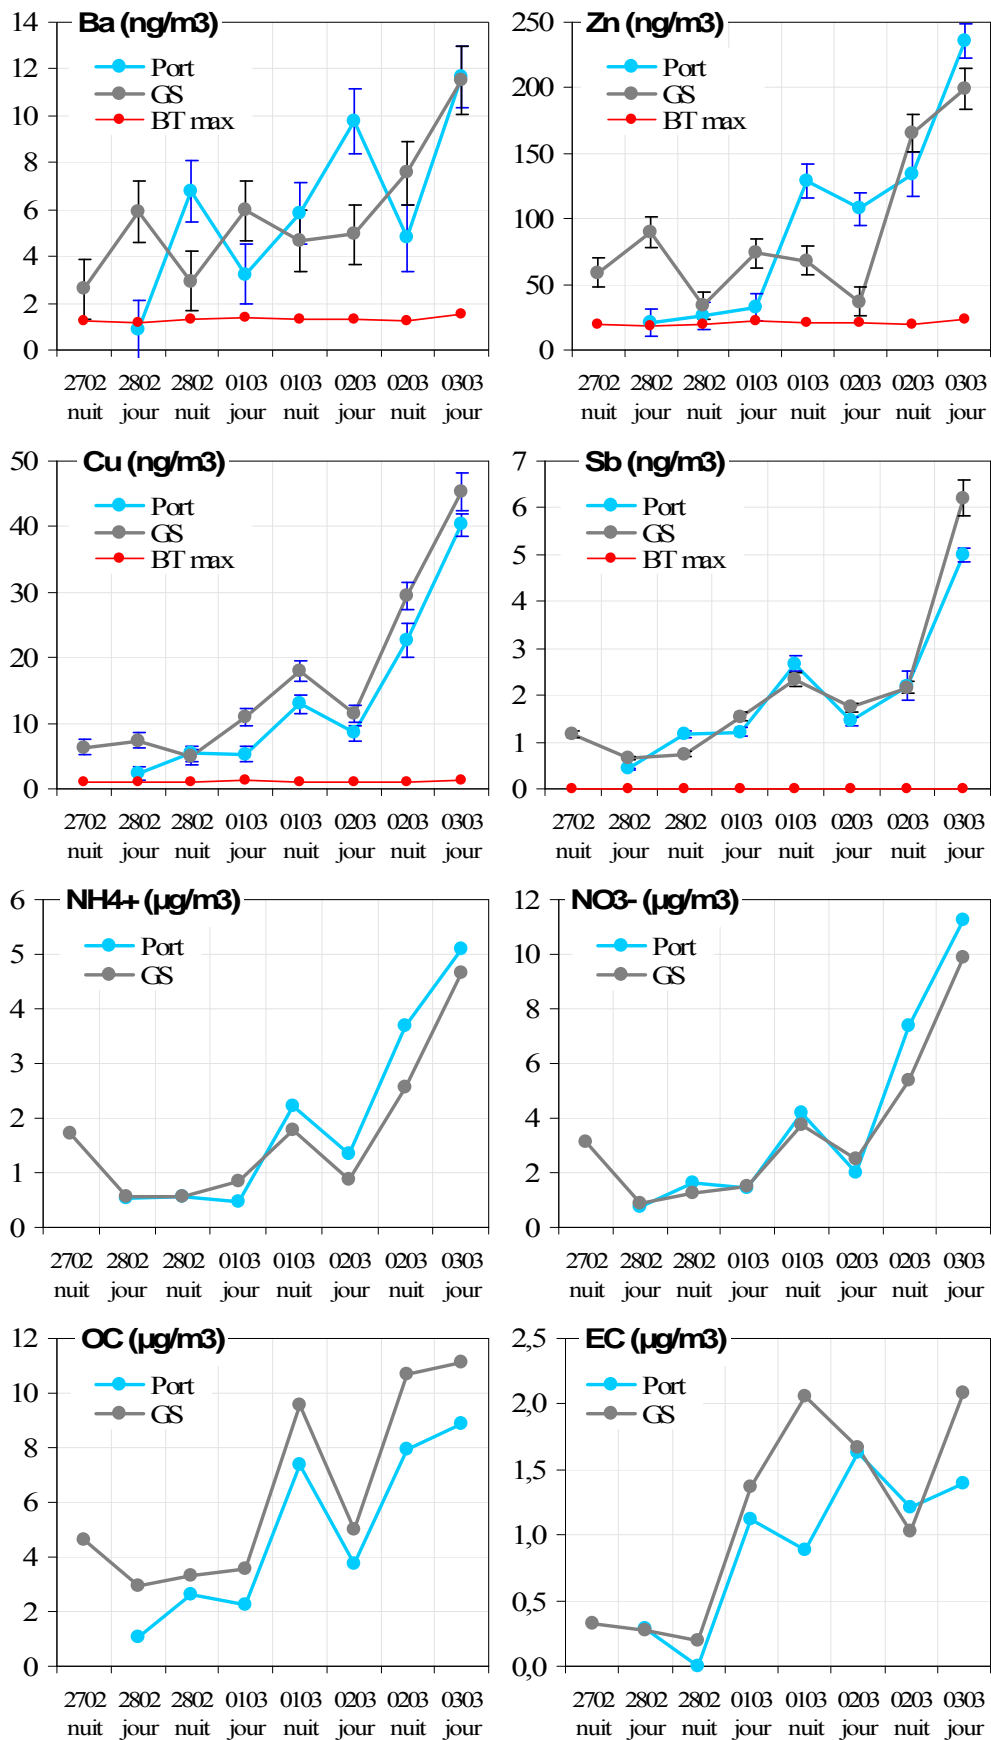 Ba (ng/m3)
14
12
10
8
6
4
2
0
Port
GS
BT max
2702 2802 2802 0103 0103 0203 0203 0303
nuit jour nuit jour nuit jour nuit jour
Zn (ng/m3)
250
200
150
100
50
0
Port
GS
BT max
2702 2802 2802 0103 0103 0203 0203 0303
nuit jour nuit jour nuit jour nuit jour
Cu (ng/m3)
50
40
30
20
10
0
Port
GS
BT max
2702 2802 2802 0103 0103 0203 0203 0303
nuit jour nuit jour nuit jour nuit jour
Sb (ng/m3)
7
6
5
4
3
2
1
0
Port
GS
BT max
2702 2802 2802 0103 0103 0203 0203 0303
nuit jour nuit jour nuit jour nuit jour
NH4+ (µg/m3)
6
5
4
3
2
1
0
Port
GS
2702 2802 2802 0103 0103 0203 0203 0303
nuit jour nuit jour nuit jour nuit jour
NO3- (µg/m3)
12
10
8
6
4
2
0
Port
GS
2702 2802 2802 0103 0103 0203 0203 0303
nuit jour nuit jour nuit jour nuit jour
OC (µg/m3)
12
10
8
6
4
2
0
Port
GS
2702 2802 2802 0103 0103 0203 0203 0303
nuit jour nuit jour nuit jour nuit jour
EC (µg/m3)
2,5
2,0
1,5
1,0
0,5
0,0
Port
GS
2702 2802 2802 0103 0103 0203 0203 0303
nuit jour nuit jour nuit jour nuit jour